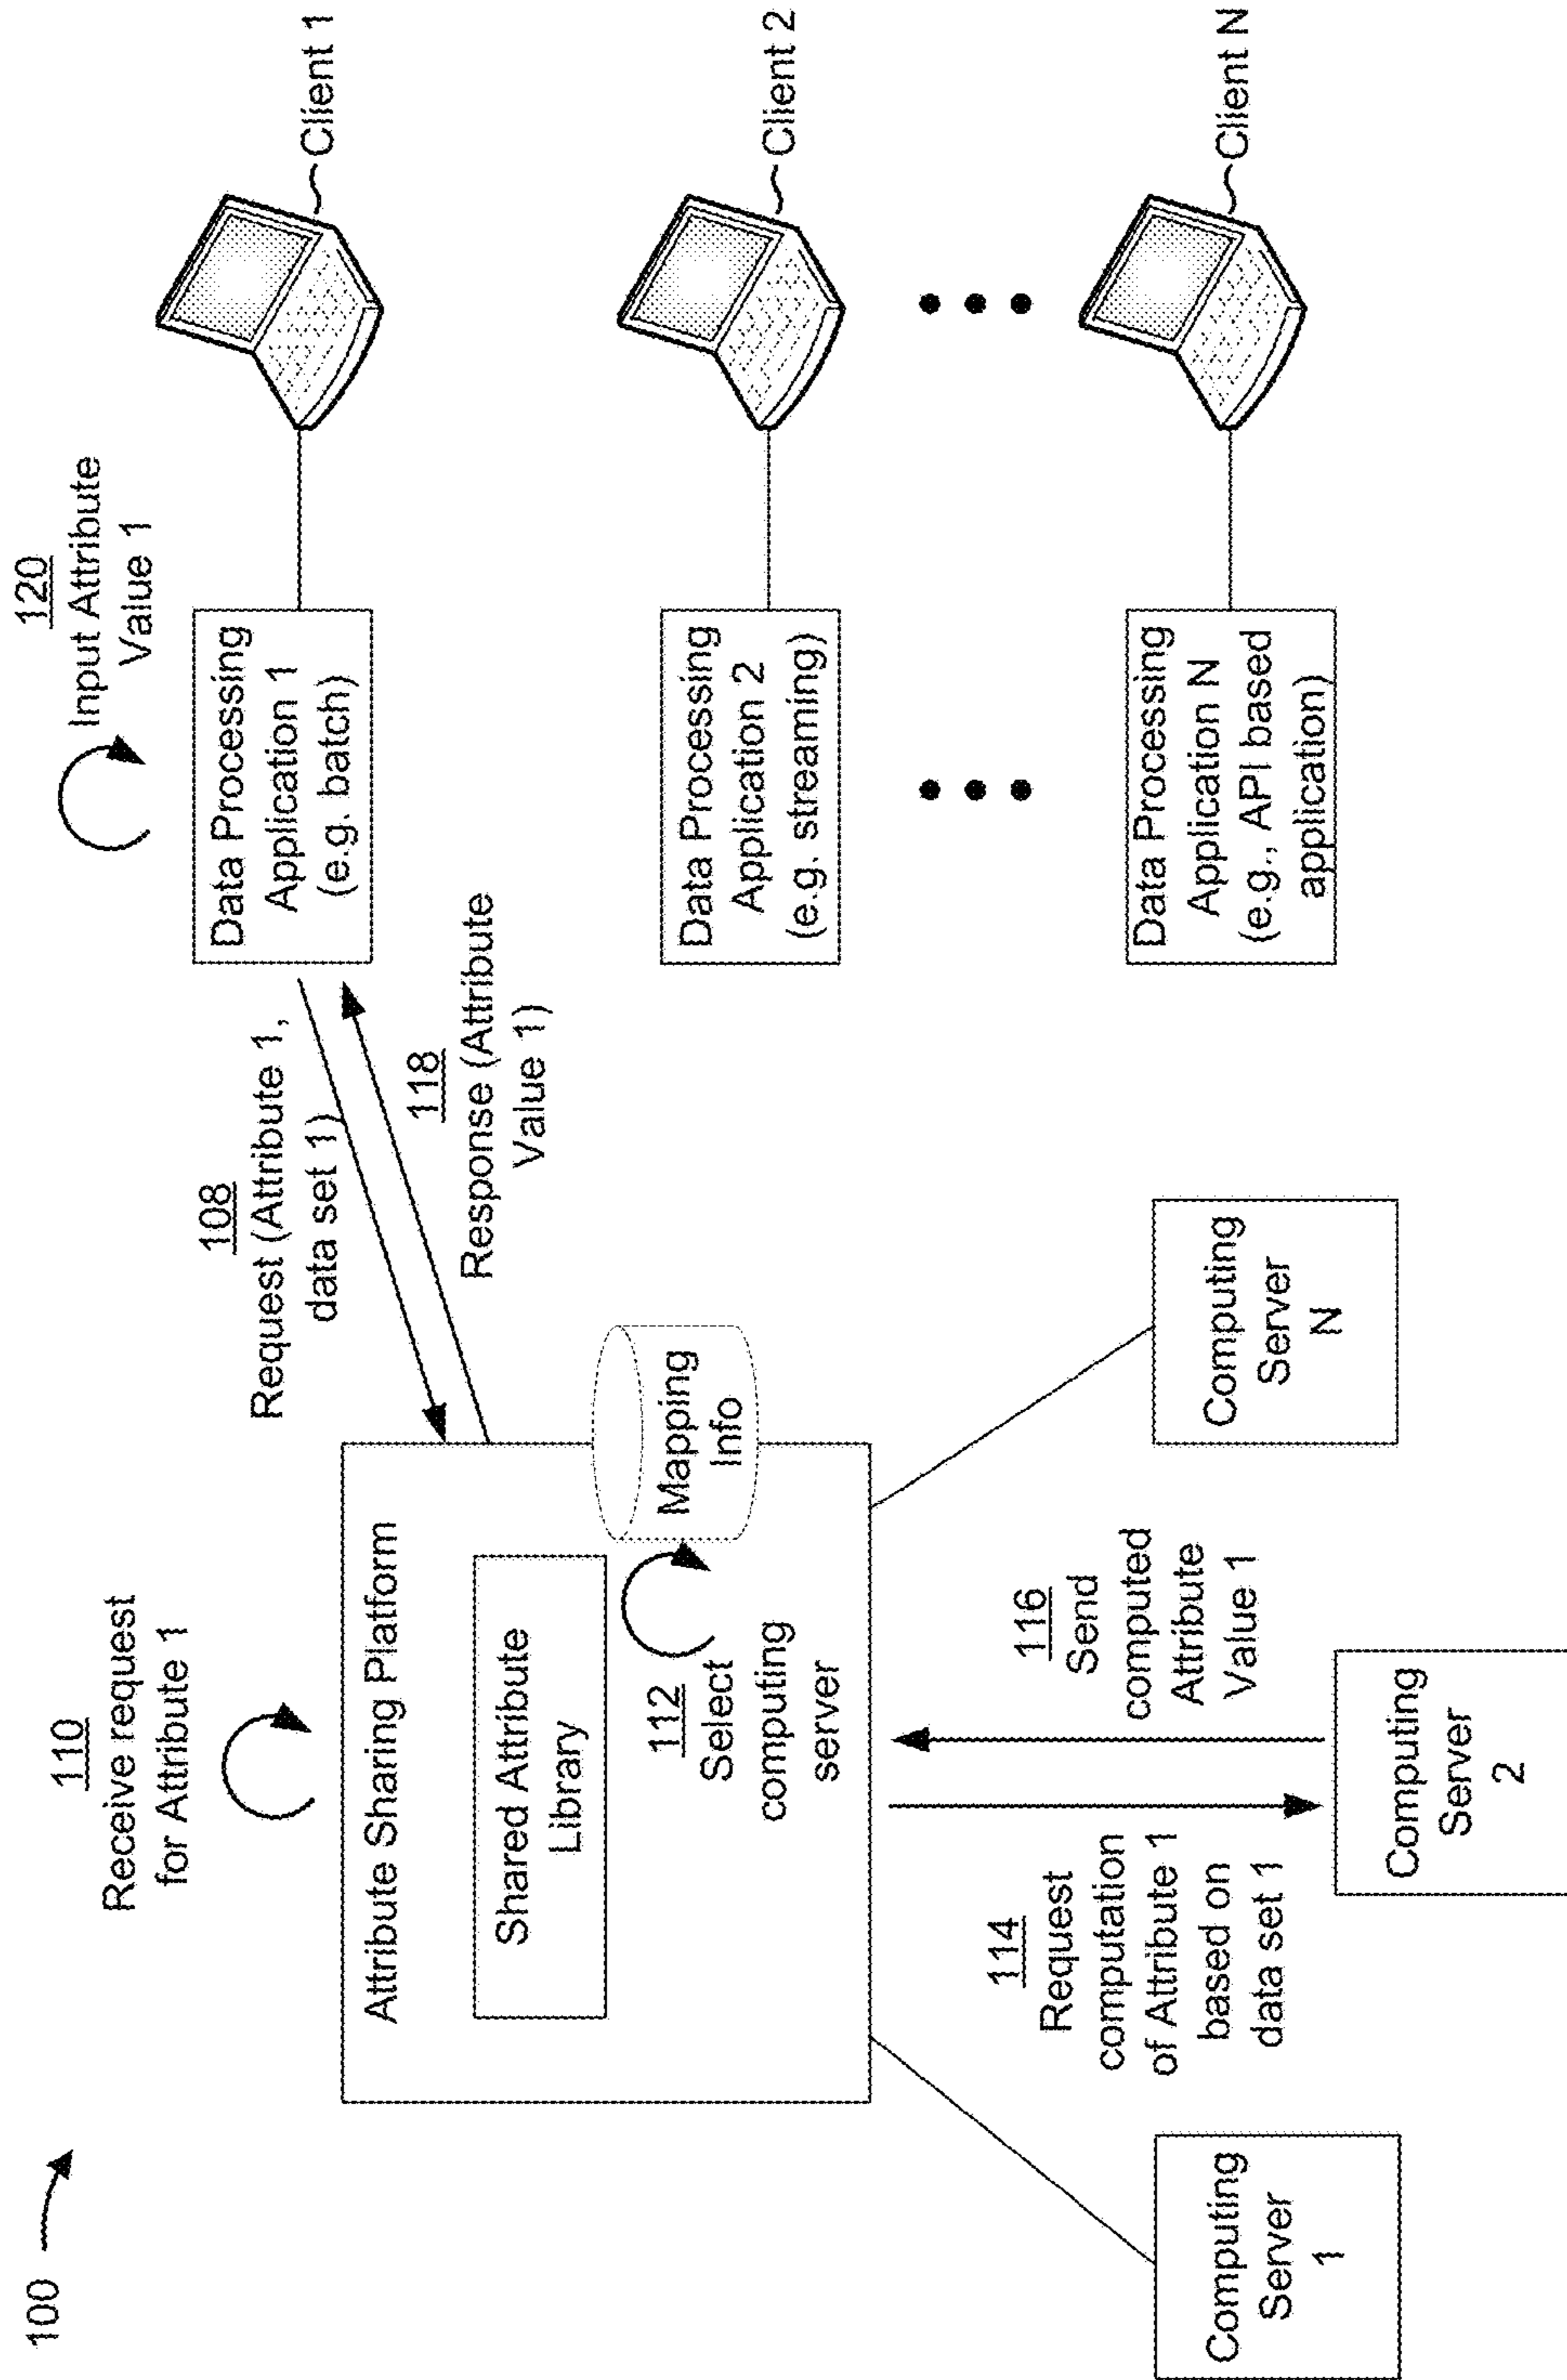 100
110
Receive request
for Attribute 1
Attribute Sharing Platform
Shared Attribute
Library
112
Select
computing
server
Mapping
Info
108
Request (Attribute 1,
data set 1)
118
Response (Attribute
Value 1)
120
Input Attribute
Value 1
Data Processing
Application 1
(e.g. batch)
Client 1
Data Processing
Application 2
(e.g. streaming)
Client 2
Data Processing
Application N
(e.g., API based
application)
Client N
114
Request
computation
of Attribute 1
based on
data set 1
116
Send
computed
Attribute
Value 1
Computing
Server
1
Computing
Server
2
Computing
Server
N